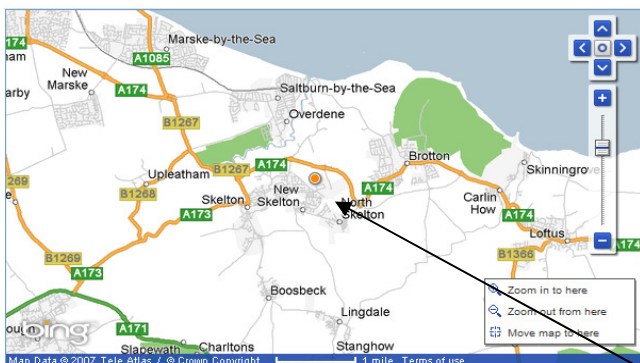 174
Marske-by-the-Sea
A1085
New
Marske
A174
Saltburn-by-the-Sea
Overdene
B1267
B1267
A174
Brotton
Upleatham
B1268
Skelton
New
Skelton
North
Skelton
A174
Skinningrove
Carlin
How
A174
Loftus
A174
A173
B1269
A173
B1366
Boosbeck
Lingdale
Stanghow
A171
Slapewath
Charltons
Zoom in to here
Zoom out from here
Move map to here
bing
Map Data © 2007 Tele Atlas / © Crown Copyright
1 mile
Terms of use